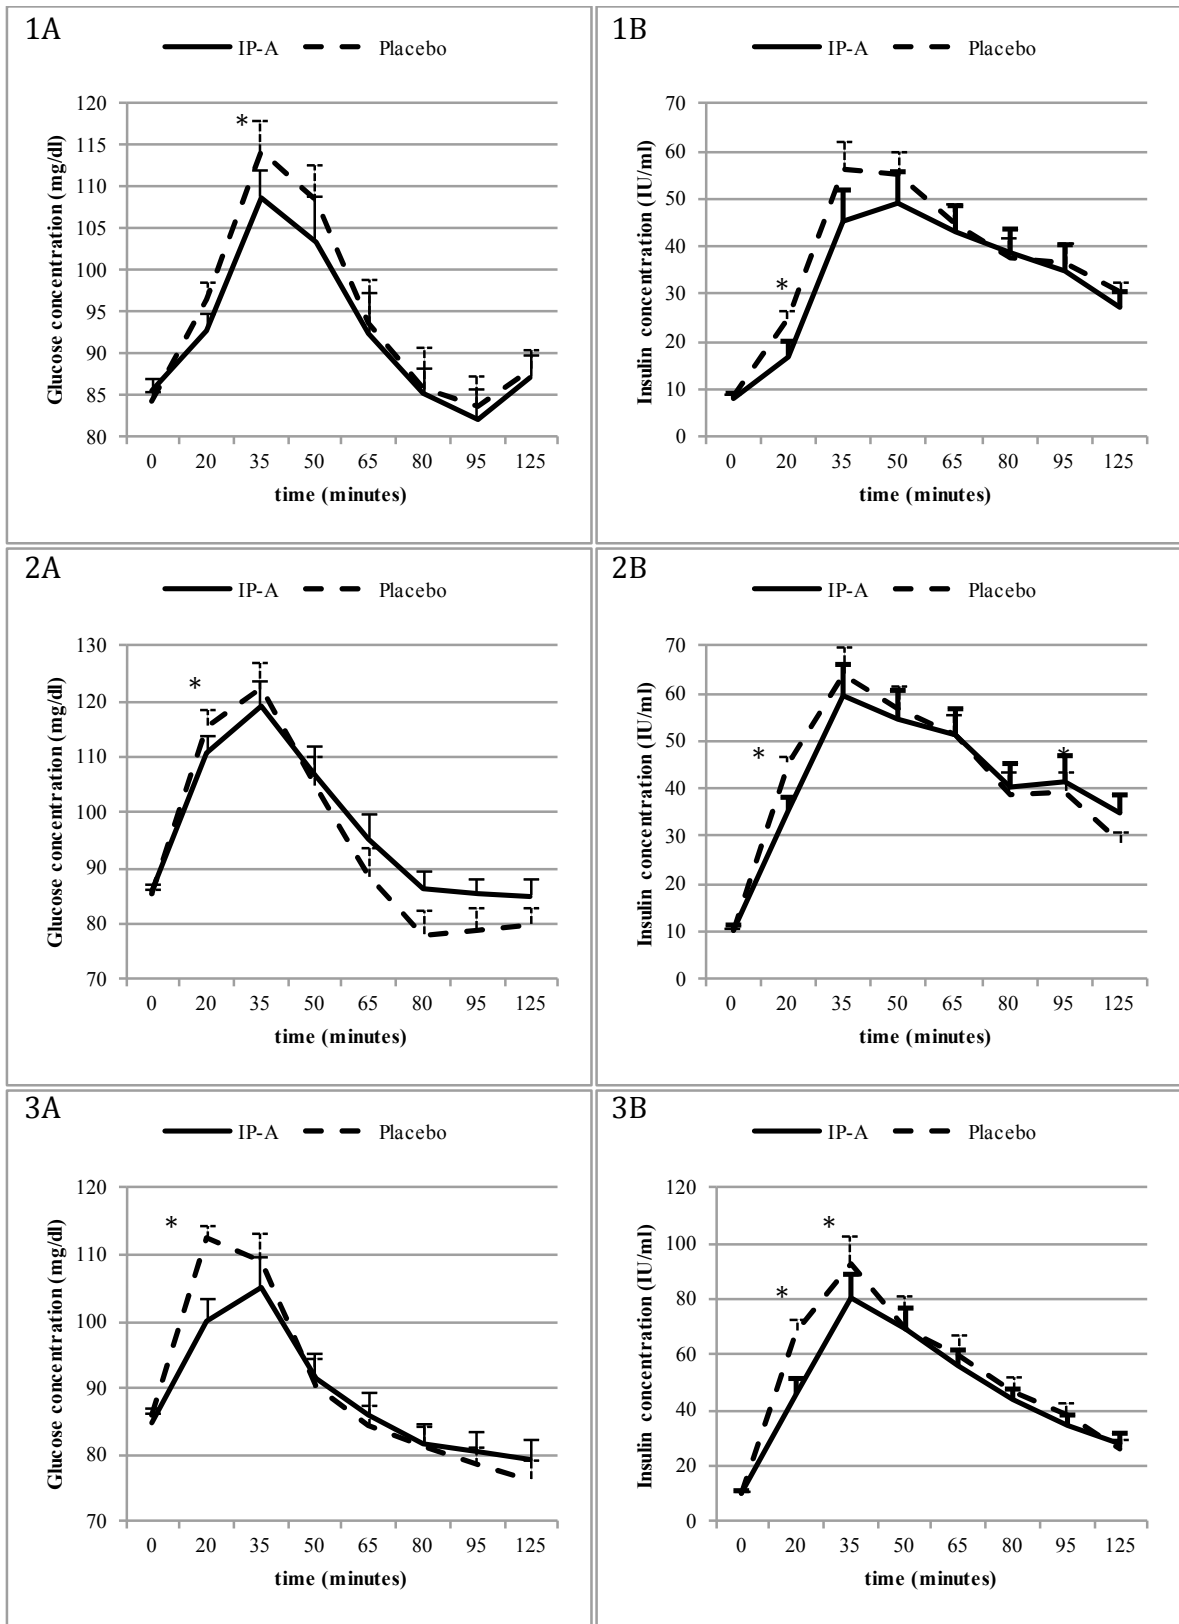 1A
IP-A Placebo
Glucose concentration (mg/dl)
120
115
110
105
100
95
90
85
80
*
0 20 35 50 65 80 95 125
time (minutes)
1B
IP-A Placebo
Insulin concentration (IU/ml)
70
60
50
40
30
20
10
0
*
0 20 35 50 65 80 95 125
time (minutes)
2A
IP-A Placebo
Glucose concentration (mg/dl)
130
120
110
100
90
80
70
*
0 20 35 50 65 80 95 125
time (minutes)
2B
IP-A Placebo
Insulin concentration (IU/ml)
70
60
50
40
30
20
10
0
* *
0 20 35 50 65 80 95 125
time (minutes)
3A
IP-A Placebo
Glucose concentration (mg/dl)
120
110
100
90
80
70
*
0 20 35 50 65 80 95 125
time (minutes)
3B
IP-A Placebo
Insulin concentration (IU/ml)
120
100
80
60
40
20
0
*
*
0 20 35 50 65 80 95 125
time (minutes)